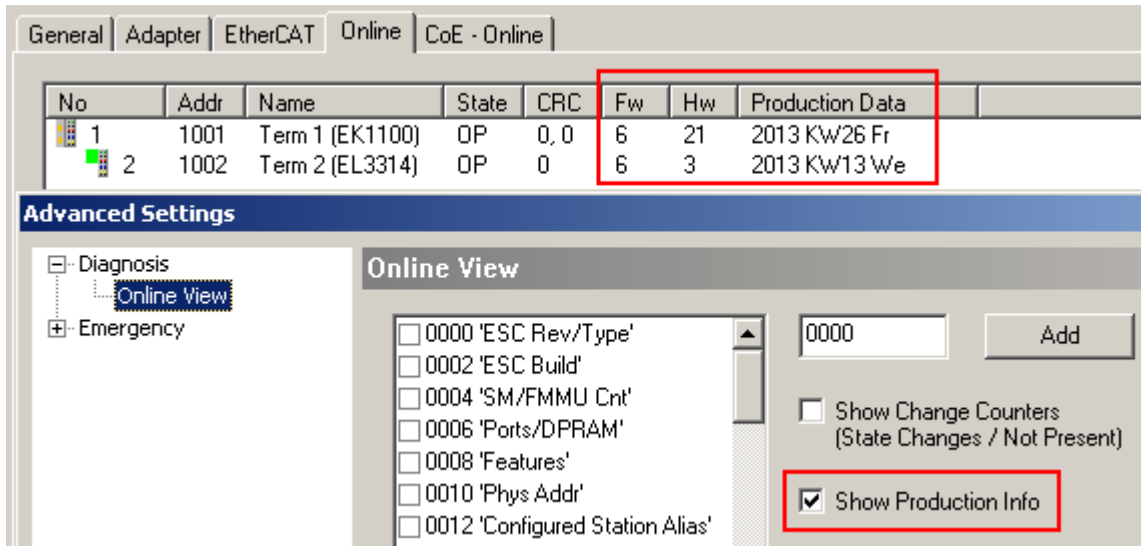 General Adapter EtherCAT Online CoE - Online
No Addr Name State CRC Fw Hw Production Data
1 1001 Term 1 (EK1100) OP 0, 0 6 21 2013 KW26 Fr
2 1002 Term 2 (EL3314) OP 0 6 3 2013 KW13 We
Advanced Settings
Diagnosis
Online View
Emergency
Online View
0000 'ESC Rev/Type'
0002 'ESC Build'
0004 'SM/FMMU Cnt'
0006 'Ports/DPRAM'
0008 'Features'
0010 'Phys Addr'
0012 'Configured Station Alias'
0000 Add
Show Change Counters
(State Changes / Not Present)
Show Production Info